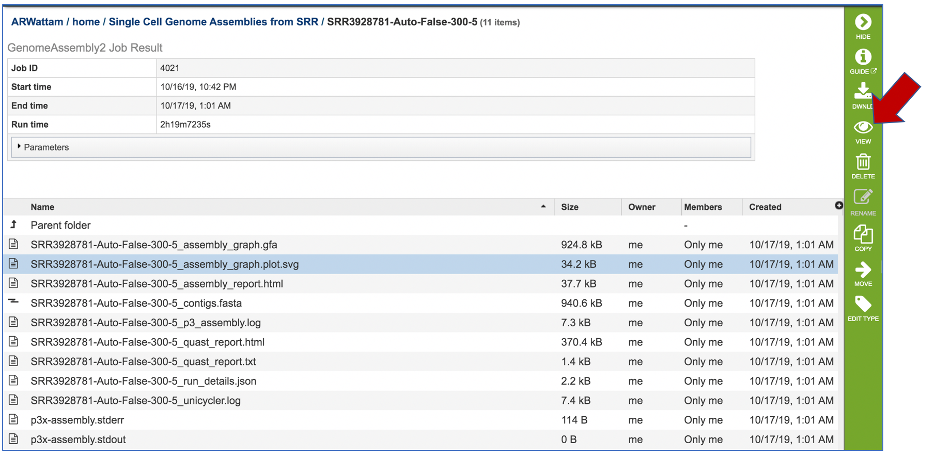 ARWattam / home / Single Cell Genome Assemblies from SRR / SRR3928781-Auto-False-300-5 (11 items)
GenomeAssembly2 Job Result
Job ID 4021
Start time 10/16/19, 10:42 PM
End time 10/17/19, 1:01 AM
Run time 2h19m7235s
Parameters
Name Size Owner Members Created
Parent folder -
SRR3928781-Auto-False-300-5_assembly_graph.gfa 924.8 kB me Only me 10/17/19, 1:01 AM
SRR3928781-Auto-False-300-5_assembly_graph.plot.svg 34.2 kB me Only me 10/17/19, 1:01 AM
SRR3928781-Auto-False-300-5_assembly_report.html 37.7 kB me Only me 10/17/19, 1:01 AM
SRR3928781-Auto-False-300-5_contigs.fasta 940.6 kB me Only me 10/17/19, 1:01 AM
SRR3928781-Auto-False-300-5_p3_assembly.log 7.3 kB me Only me 10/17/19, 1:01 AM
SRR3928781-Auto-False-300-5_quast_report.html 370.4 kB me Only me 10/17/19, 1:01 AM
SRR3928781-Auto-False-300-5_quast_report.txt 1.4 kB me Only me 10/17/19, 1:01 AM
SRR3928781-Auto-False-300-5_run_details.json 2.2 kB me Only me 10/17/19, 1:01 AM
SRR3928781-Auto-False-300-5_unicycler.log 7.4 kB me Only me 10/17/19, 1:01 AM
p3x-assembly.stderr 114 B me Only me 10/17/19, 1:01 AM
p3x-assembly.stdout 0 B me Only me 10/17/19, 1:01 AM
HIDE
GUIDE
DWNLD
VIEW
DELETE
RENAME
COPY
MOVE
EDIT TYPE